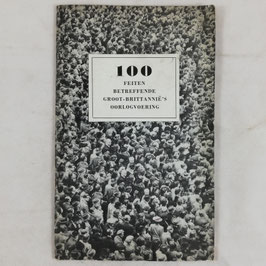 100
FEITEN
BETREFFENDE
GROOT-BRITTANNIË'S
OORLOGVOERING